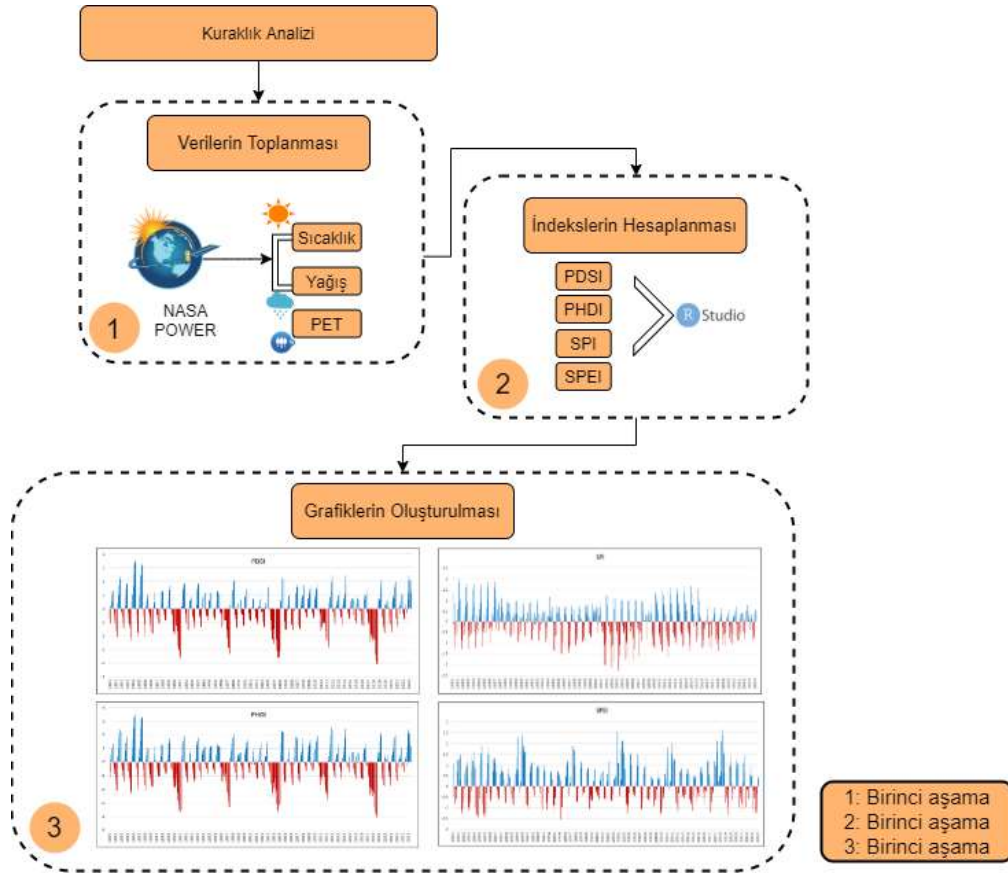 Kuraklık Analizi
Verilerin Toplanması
Sıcaklık
Yağış
PET
NASA
POWER
1
İndekslerin Hesaplanması
PDSI
PHDI
SPI
SPEI
R Studio
2
Grafiklerin Oluşturulması
PDSI
SPI
PHDI
SPEI
3
1: Birinci aşama
2: Birinci aşama
3: Birinci aşama